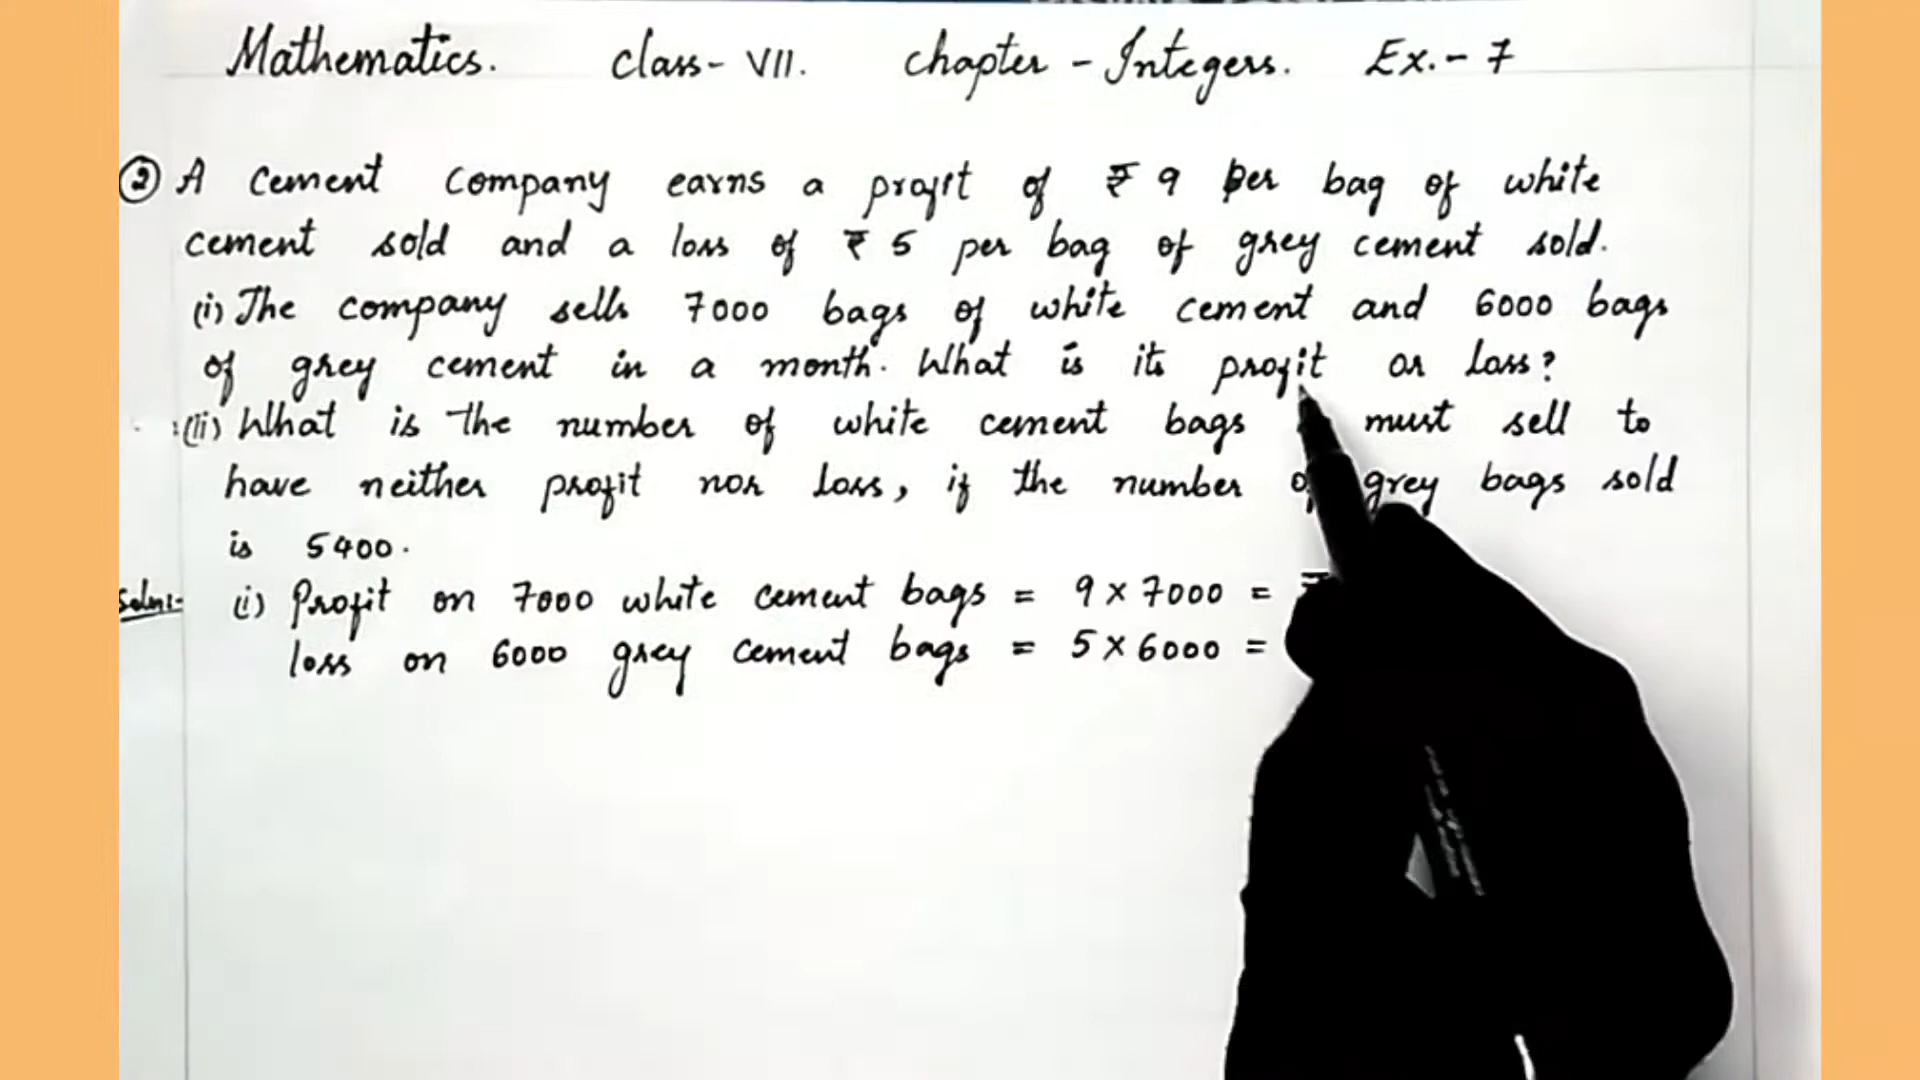 Mathematics. Class- VII. Chapter - Integers. Ex.- 7
② A cement company earns a profit of ₹ 9 per bag of white
cement sold and a loss of ₹ 5 per bag of grey cement sold.
(i) The company sells 7000 bags of white cement and 6000 bags
of grey cement in a month. What is its profit or loss?
(ii) What is the number of white cement bags must sell to
have neither profit nor loss, if the number of grey bags sold
is 5400.
Soln:- (i) Profit on 7000 white cement bags = 9 × 7000 = ₹
loss on 6000 grey cement bags = 5 × 6000 =